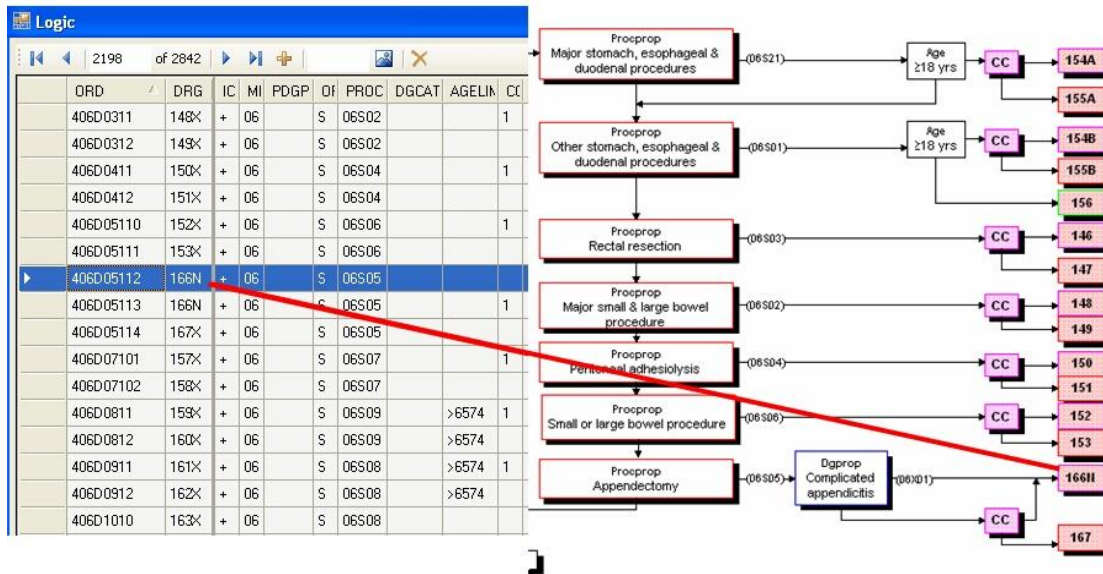 Logic
2198 of 2842
ORD DRG IC MI PDGP OF PROC DGCAT AGELIM CC
406D0311 148X + 06 S 06S02 1
406D0312 149X + 06 S 06S02
406D0411 150X + 06 S 06S04 1
406D0412 151X + 06 S 06S04
406D05110 152X + 06 S 06S06 1
406D05111 153X + 06 S 06S06
406D05112 166N + 06 S 06S05
406D05113 166N + 06 S 06S05 1
406D05114 167X + 06 S 06S05
406D07101 157X + 06 S 06S07 1
406D07102 158X + 06 S 06S07
406D0811 159X + 06 S 06S09 >6574 1
406D0812 160X + 06 S 06S09 >6574
406D0911 161X + 06 S 06S08 >6574 1
406D0912 162X + 06 S 06S08 >6574
406D1010 163X + 06 S 06S08
Procprop
Major stomach, esophageal &
duodenal procedures
(06S21)
Age
≥18 yrs
CC
154A
155A
Procprop
Other stomach, esophageal &
duodenal procedures
(06S01)
Age
≥18 yrs
CC
154B
155B
156
Procprop
Rectal resection
(06S03)
CC
146
147
Procprop
Major small & large bowel
procedure
(06S02)
CC
148
149
Procprop
Peritoneal adhesiolysis
(06S04)
CC
150
151
Procprop
Small or large bowel procedure
(06S06)
CC
152
153
Procprop
Appendectomy
(06S05)
Dgprop
Complicated
appendicitis
(06X01)
166N
CC
167